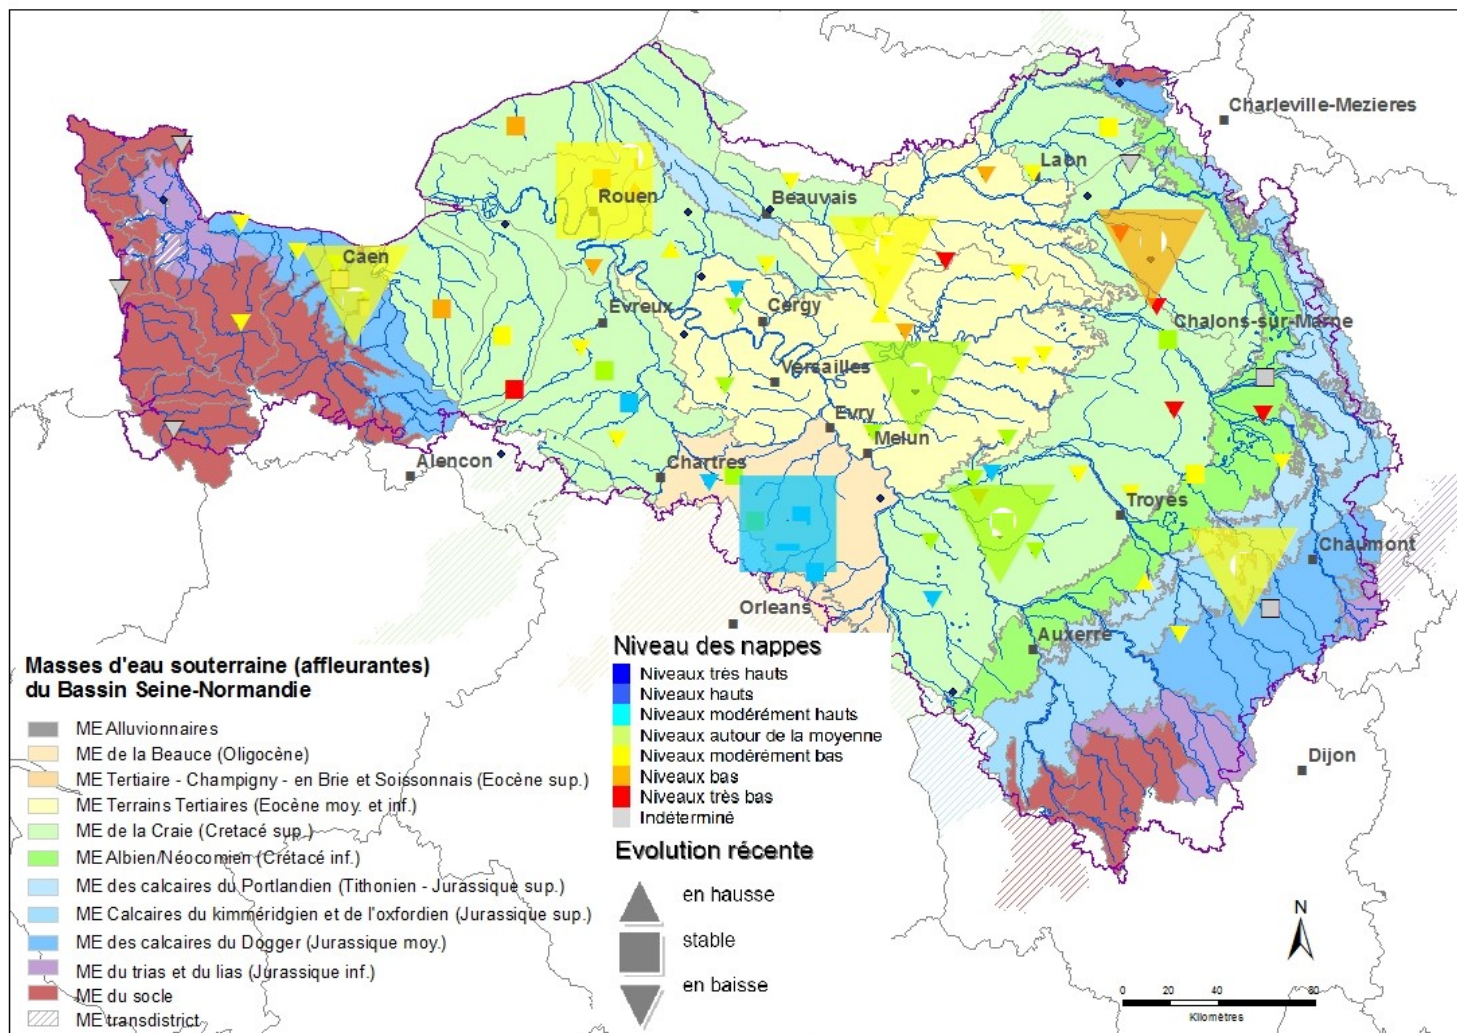 Charleville-Mezieres
Laon
Rouen
Beauvais
Caen
Evreux
Cergy
Chalons-sur-Marne
Versailles
Evry
Melun
Alencon
Chartres
Troyes
Chaumont
Orleans
Auxerre
Dijon
Masses d'eau souterraine (affleurantes)
du Bassin Seine-Normandie
ME Alluvionnaires
ME de la Beauce (Oligocène)
ME Tertiaire - Champigny - en Brie et Soissonnais (Eocène sup.)
ME Terrains Tertiaires (Eocène moy. et inf.)
ME de la Craie (Cretacé sup.)
ME Albien/Néocomien (Crétacé inf.)
ME des calcaires du Portlandien (Tithonien - Jurassique sup.)
ME Calcaires du kimméridgien et de l'oxfordien (Jurassique sup.)
ME des calcaires du Dogger (Jurassique moy.)
ME du trias et du lias (Jurassique inf.)
ME du socle
ME transdistrict
Niveau des nappes
Niveaux très hauts
Niveaux hauts
Niveaux modérément hauts
Niveaux autour de la moyenne
Niveaux modérément bas
Niveaux bas
Niveaux très bas
Indéterminé
Evolution récente
en hausse
stable
en baisse
N
0 20 40 80
Kilomètres